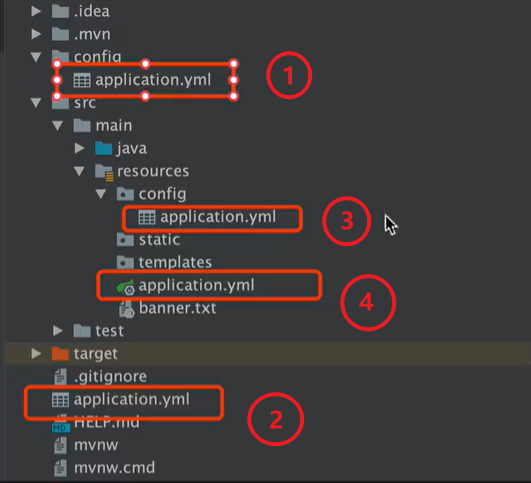 .idea
.mvn
config
application.yml
1
src
main
java
resources
config
application.yml
3
static
templates
application.yml
4
banner.txt
test
target
.gitignore
application.yml
2
HELP.md
MD
mvnw
mvnw.cmd